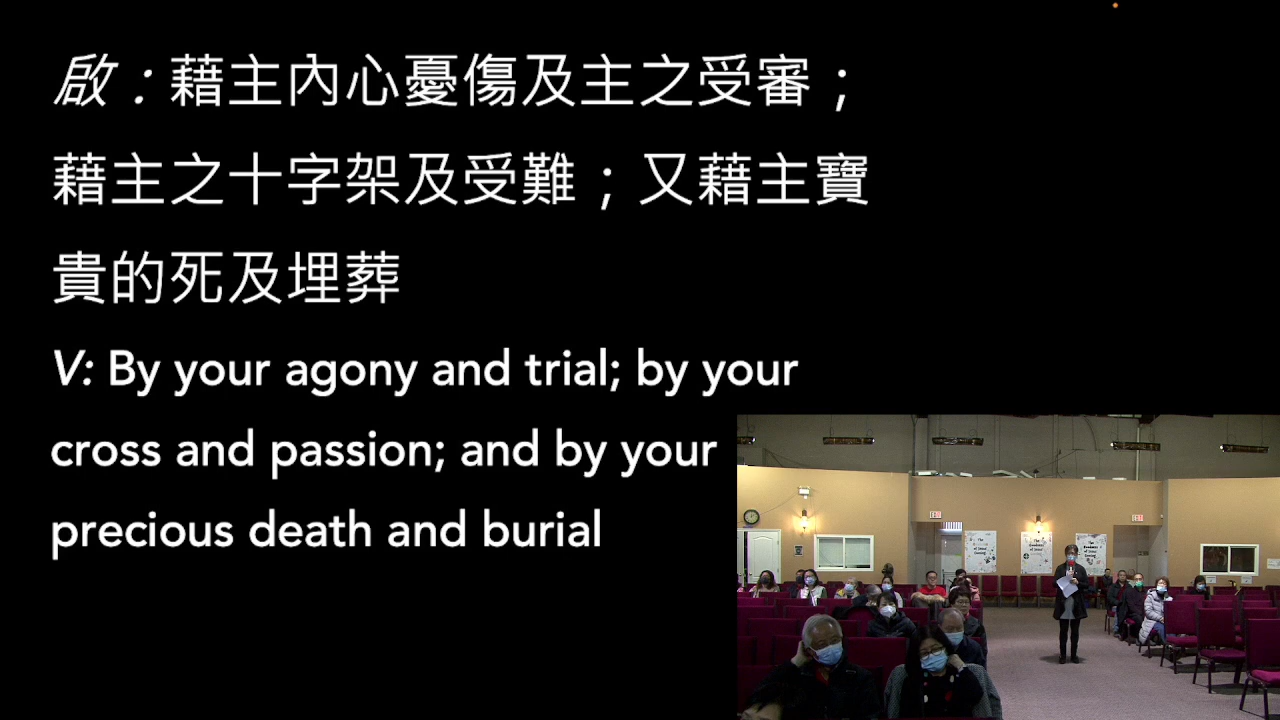 啟：藉主內心憂傷及主之受審；
藉主之十字架及受難；又藉主寶
貴的死及埋葬
V: By your agony and trial; by your
cross and passion; and by your
precious death and burial